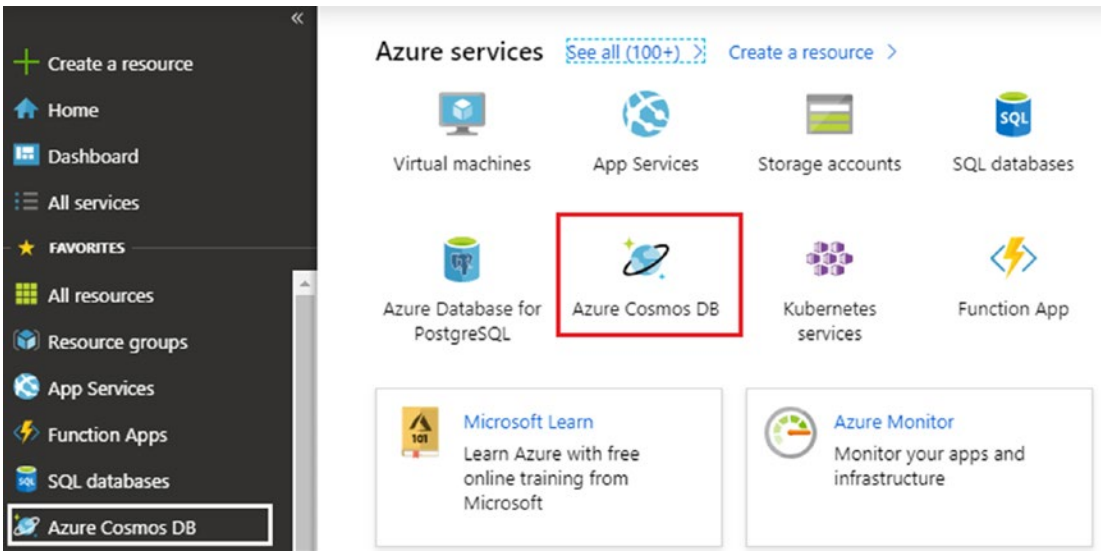 «
Create a resource
Home
Dashboard
All services
FAVORITES
All resources
Resource groups
App Services
Function Apps
SQL databases
Azure Cosmos DB
Azure services See all (100+) > Create a resource >
SQL
Virtual machines App Services Storage accounts SQL databases
Azure Database for Azure Cosmos DB Kubernetes Function App
PostgreSQL services
101
Microsoft Learn
Learn Azure with free
online training from
Microsoft
Azure Monitor
Monitor your apps and
infrastructure